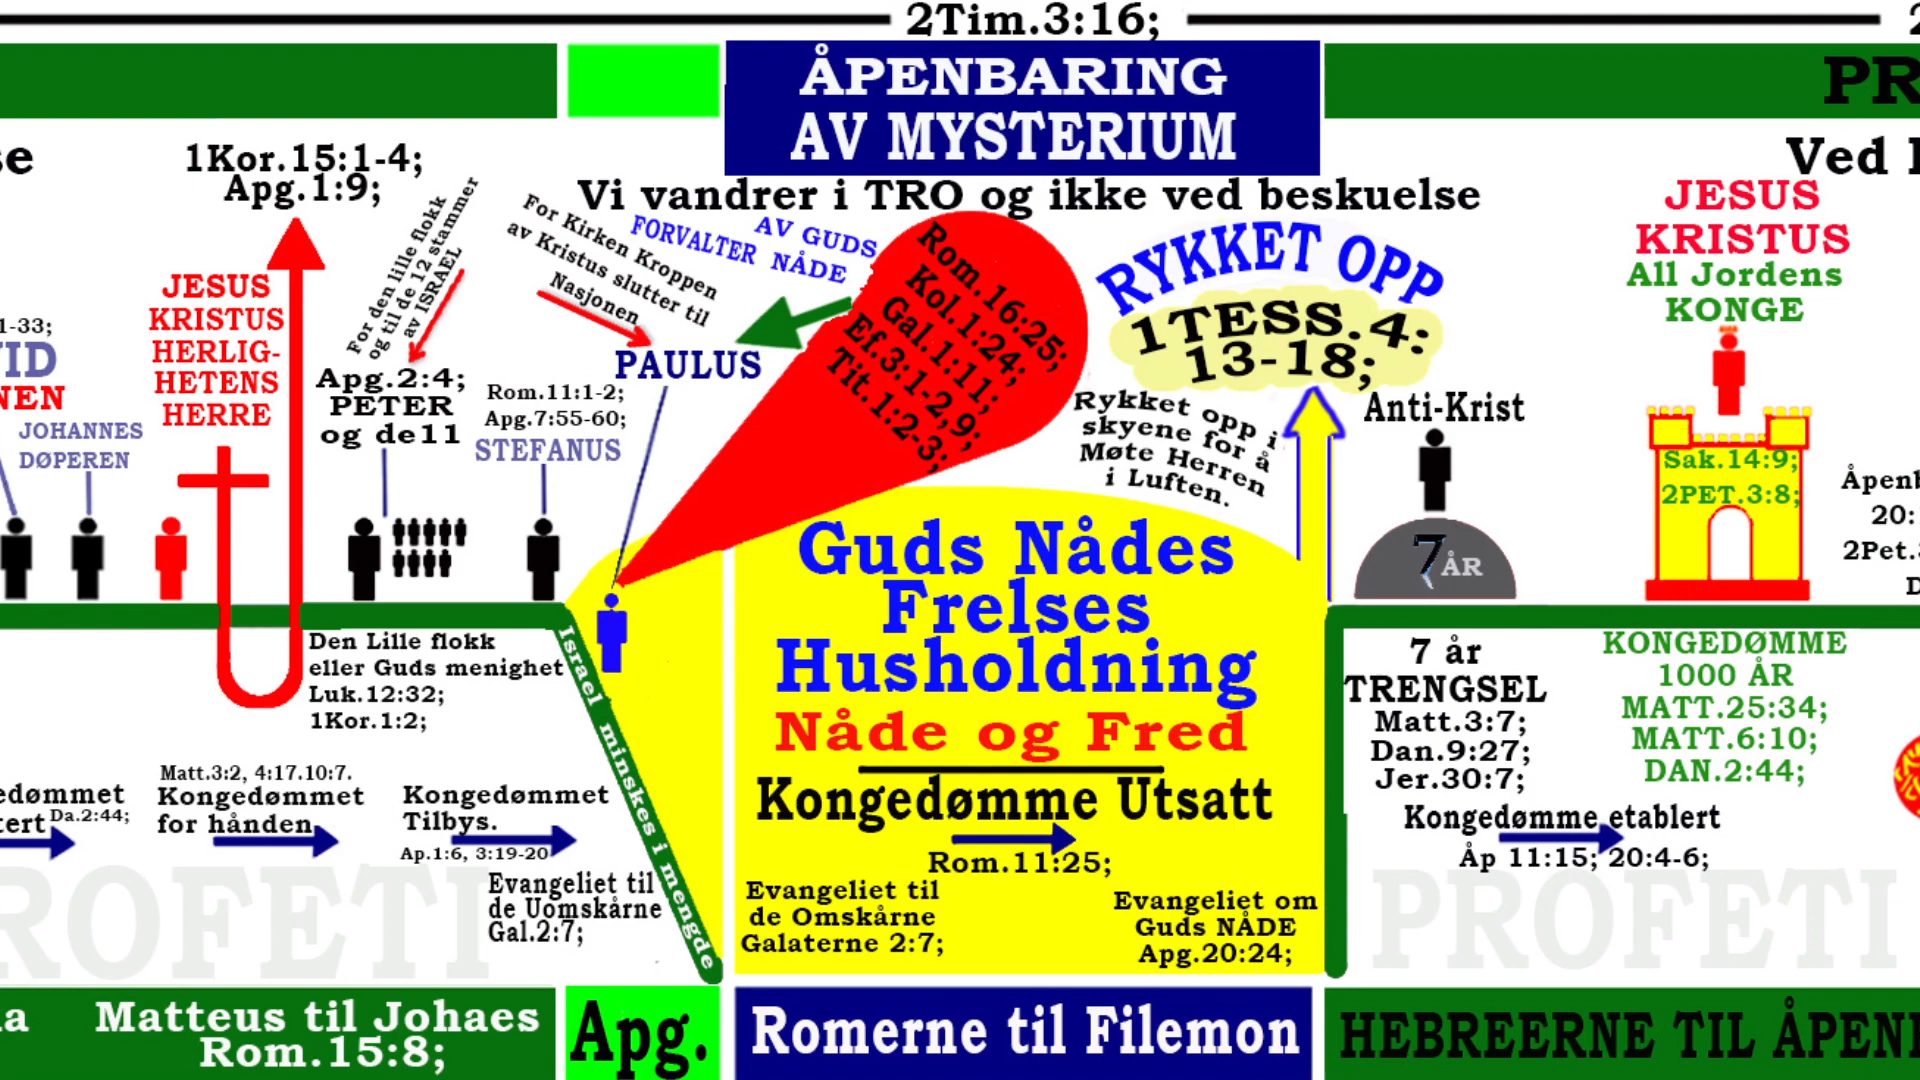 2Tim.3:16;
ÅPENBARING
AV MYSTERIUM
Vi vandrer i TRO og ikke ved beskuelse
se
1Kor.15:1-4;
Apg.1:9;
For den lille flokk
og til de 12 stammer
av ISRAEL
For Kirken Kroppen
av Kristus slutter til
Nasjonen
AV GUDS
FORVALTER NÅDE
Rom.16:25;
Kol.1:24;
Gal.1:11;
Ef.3:1-2,9;
Tit.1:2-3;
RYKKET OPP
1TESS.4:
13-18;
Rykket opp i
skyene for å
Møte Herren
i Luften.
Ved
JESUS
KRISTUS
All Jordens
KONGE
JESUS
KRISTUS
HERLIG-
HETENS
HERRE
1-33;
JOHANNES
DØPEREN
Apg.2:4;
PETER
og de11
Rom.11:1-2;
Apg.7:55-60;
STEFANUS
PAULUS
Anti-Krist
7 ÅR
Sak.14:9;
2PET.3:8;
20:
2Pet.
Guds Nådes
Frelses
Husholdning
Nåde og Fred
Kongedømme Utsatt
Rom.11:25;
Evangeliet til
de Omskårne
Galaterne 2:7;
Evangeliet om
Guds NÅDE
Apg.20:24;
Den Lille flokk
eller Guds menighet
Luk.12:32;
1Kor.1:2;
Israel minskes i mengde
Da.2:44;
Matt.3:2, 4:17.10:7.
Kongedømmet
for hånden
Kongedømmet
Tilbys.
Ap.1:6, 3:19-20
Evangeliet til
de Uomskårne
Gal.2:7;
7 år
TRENGSEL
Matt.3:7;
Dan.9:27;
Jer.30:7;
KONGEDØMME
1000 ÅR
MATT.25:34;
MATT.6:10;
DAN.2:44;
Kongedømme etablert
Åp 11:15; 20:4-6;
ROFETI
PROFETI
Matteus til Johaes
Rom.15:8;
Apg.
Romerne til Filemon
HEBREERNE TIL ÅPEN